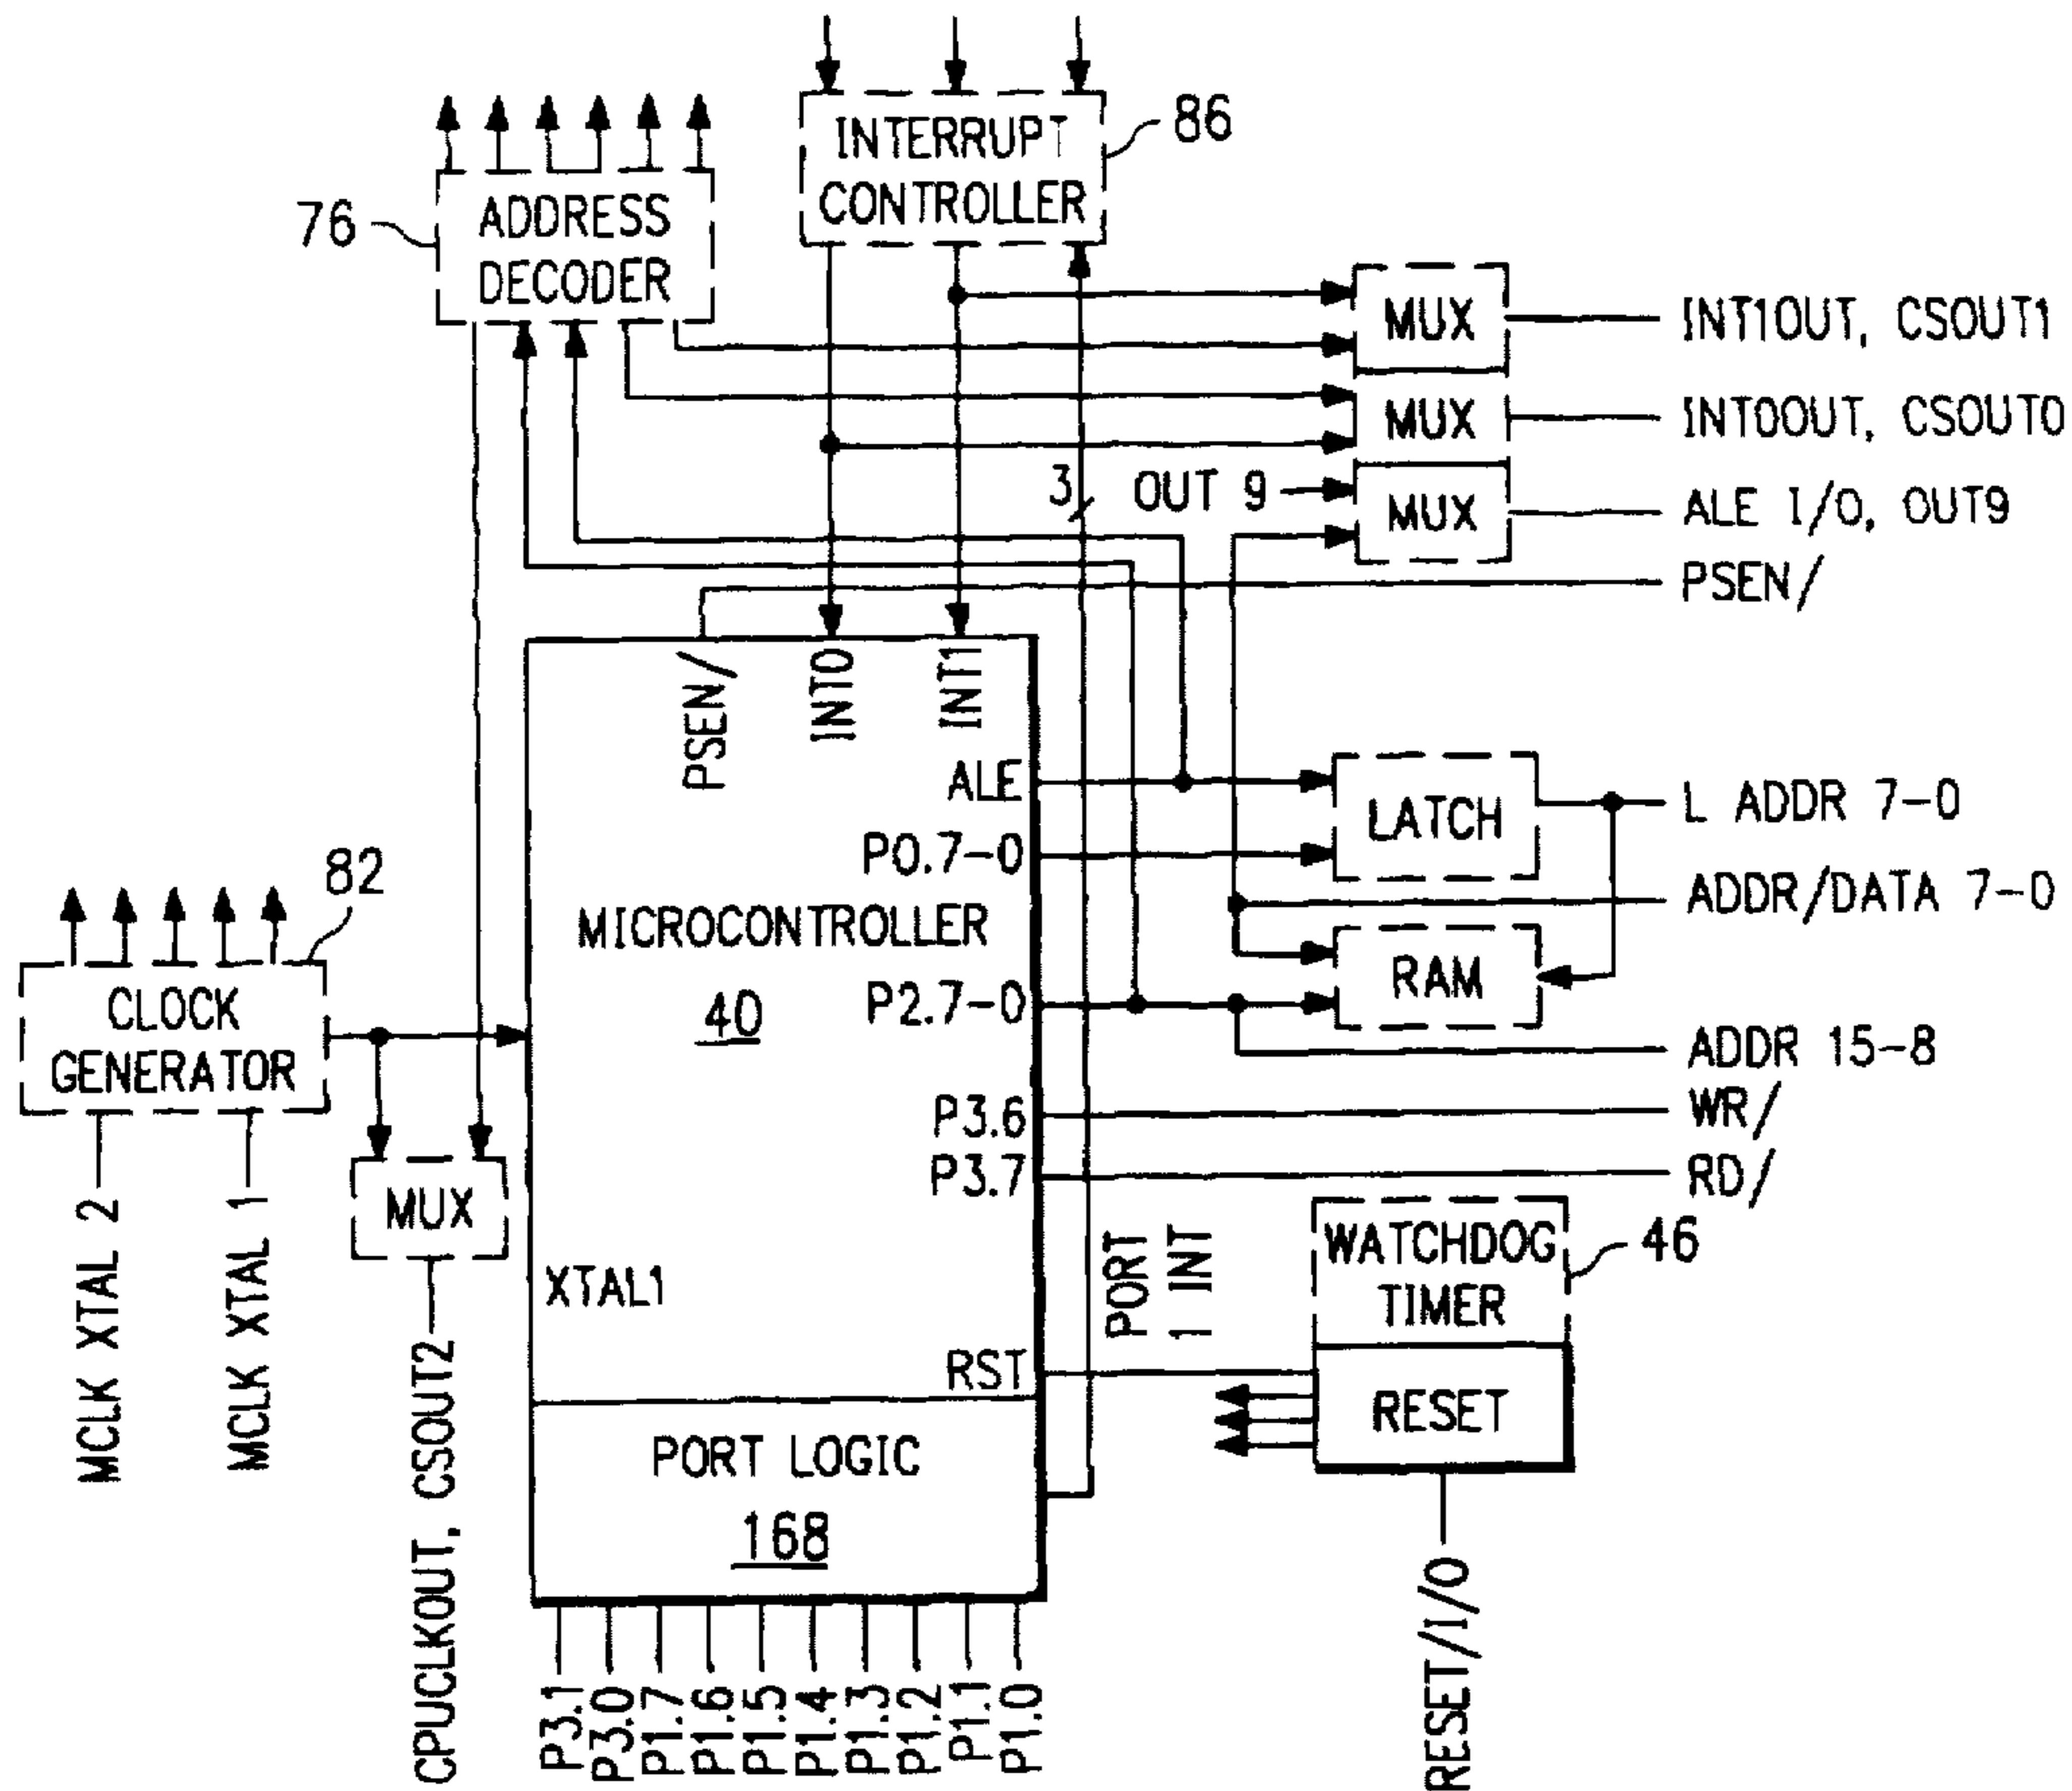 INTERRUPT
CONTROLLER
86
76
ADDRESS
DECODER
MUX
INT1OUT, CSOUT1
MUX
INT0OUT, CSOUT0
3
OUT 9
MUX
ALE I/O, OUT9
PSEN/
PSEN/
INT0
INT1
ALE
LATCH
L ADDR 7-0
P0.7-0
82
ADDR/DATA 7-0
MICROCONTROLLER
40
CLOCK
GENERATOR
P2.7-0
RAM
ADDR 15-8
P3.6
WR/
P3.7
RD/
MUX
MCLK XTAL 2
MCLK XTAL 1
CPUCLKOUT, CSOUT2
XTAL1
PORT
1 INT
WATCHDOG
TIMER
46
RST
RESET
PORT LOGIC
168
RESET/I/O
P3.1
P3.0
P1.7
P1.6
P1.5
P1.4
P1.3
P1.2
P1.1
P1.0